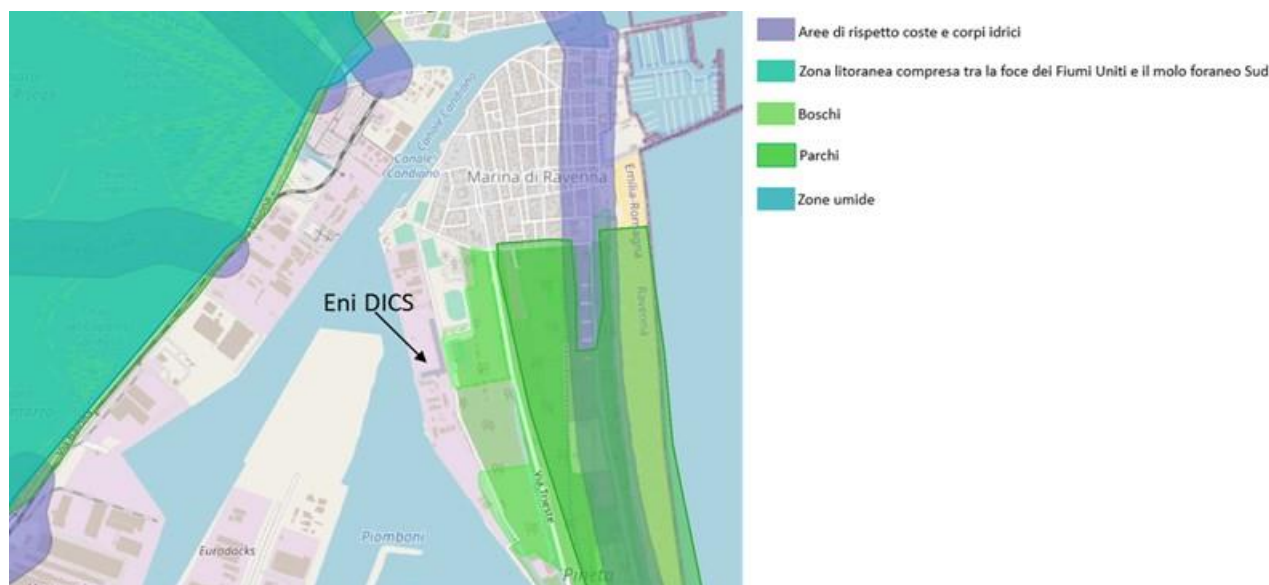 Aree di rispetto coste e corpi idrici
Zona litoranea compresa tra la foce dei Fiumi Uniti e il molo foraneo Sud
Boschi
Parchi
Zone umide
Canale Candiano
Canale
Candiano
Marina di Ravenna
Emilia-Romagna
Ravenna
Eni DICS
Via Trieste
Eurodocks
Piomboni
Pineta